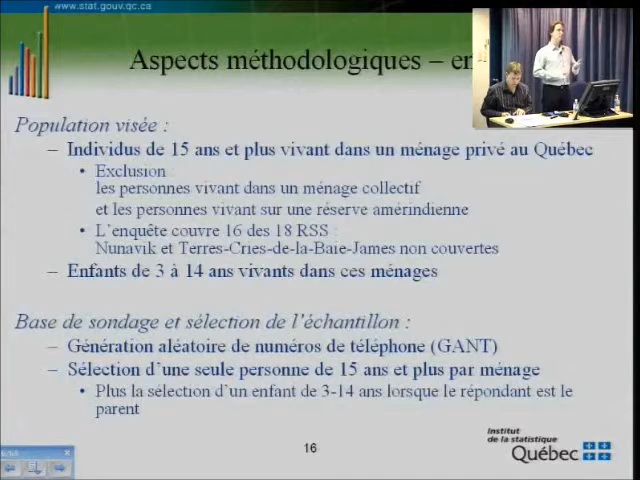 www.stat.gouv.qc.ca
Aspects méthodologiques – en
Population visée :
– Individus de 15 ans et plus vivant dans un ménage privé au Québec
• Exclusion :
les personnes vivant dans un ménage collectif
et les personnes vivant sur une réserve amérindienne
• L'enquête couvre 16 des 18 RSS :
Nunavik et Terres-Cries-de-la-Baie-James non couvertes
– Enfants de 3 à 14 ans vivants dans ces ménages
Base de sondage et sélection de l'échantillon :
– Génération aléatoire de numéros de téléphone (GANT)
– Sélection d'une seule personne de 15 ans et plus par ménage
• Plus la sélection d'un enfant de 3-14 ans lorsque le répondant est le
parent
16
Institut
de la statistique
Québec